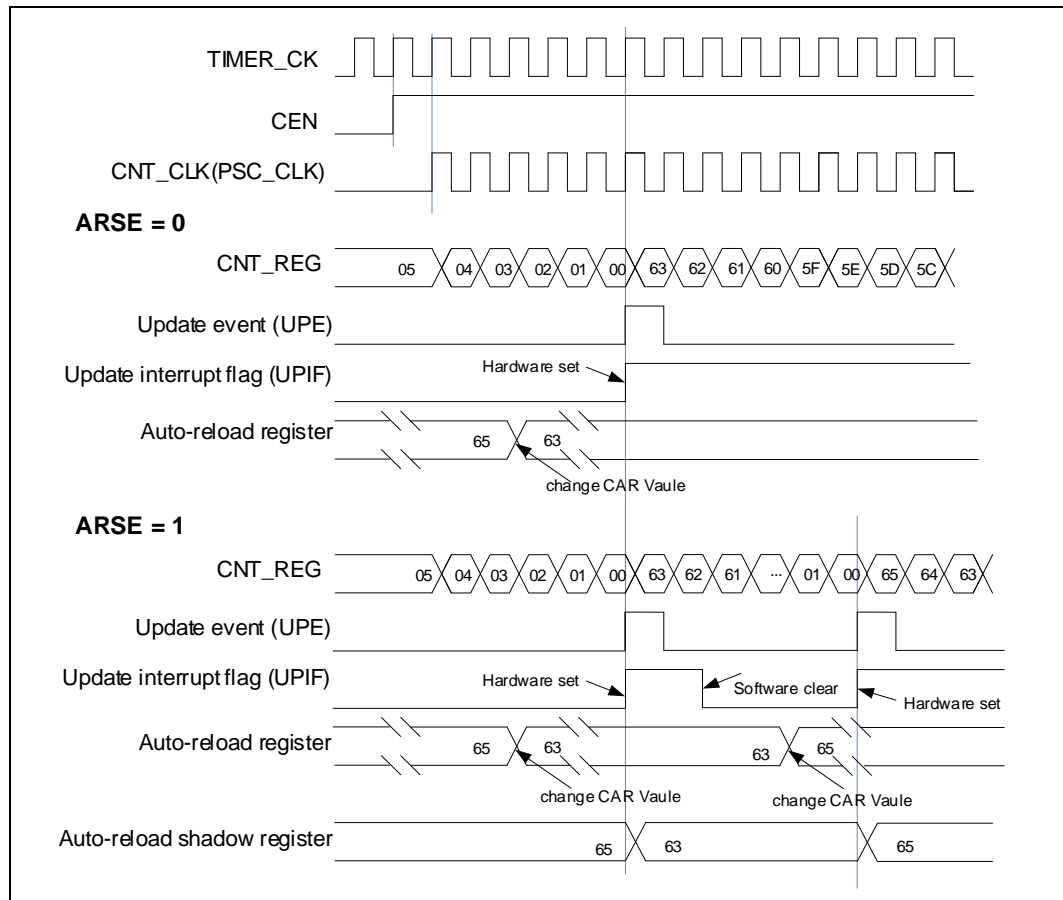 TIMER_CK
CEN
CNT_CLK(PSC_CLK)
ARSE = 0
CNT_REG
05 04 03 02 01 00 63 62 61 60 5F 5E 5D 5C
Update event (UPE)
Update interrupt flag (UPIF)
Hardware set
Auto-reload register
65 63
change CAR Vaule
ARSE = 1
CNT_REG
05 04 03 02 01 00 63 62 61 ... 01 00 65 64 63
Update event (UPE)
Update interrupt flag (UPIF)
Hardware set
Software clear
Hardware set
Auto-reload register
65 63 63 65
change CAR Vaule
change CAR Vaule
Auto-reload shadow register
65 63 65